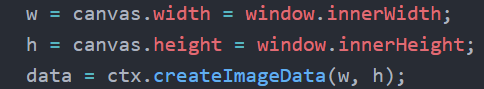 w = canvas.width = window.innerWidth;
h = canvas.height = window.innerHeight;
data = ctx.createImageData(w, h);